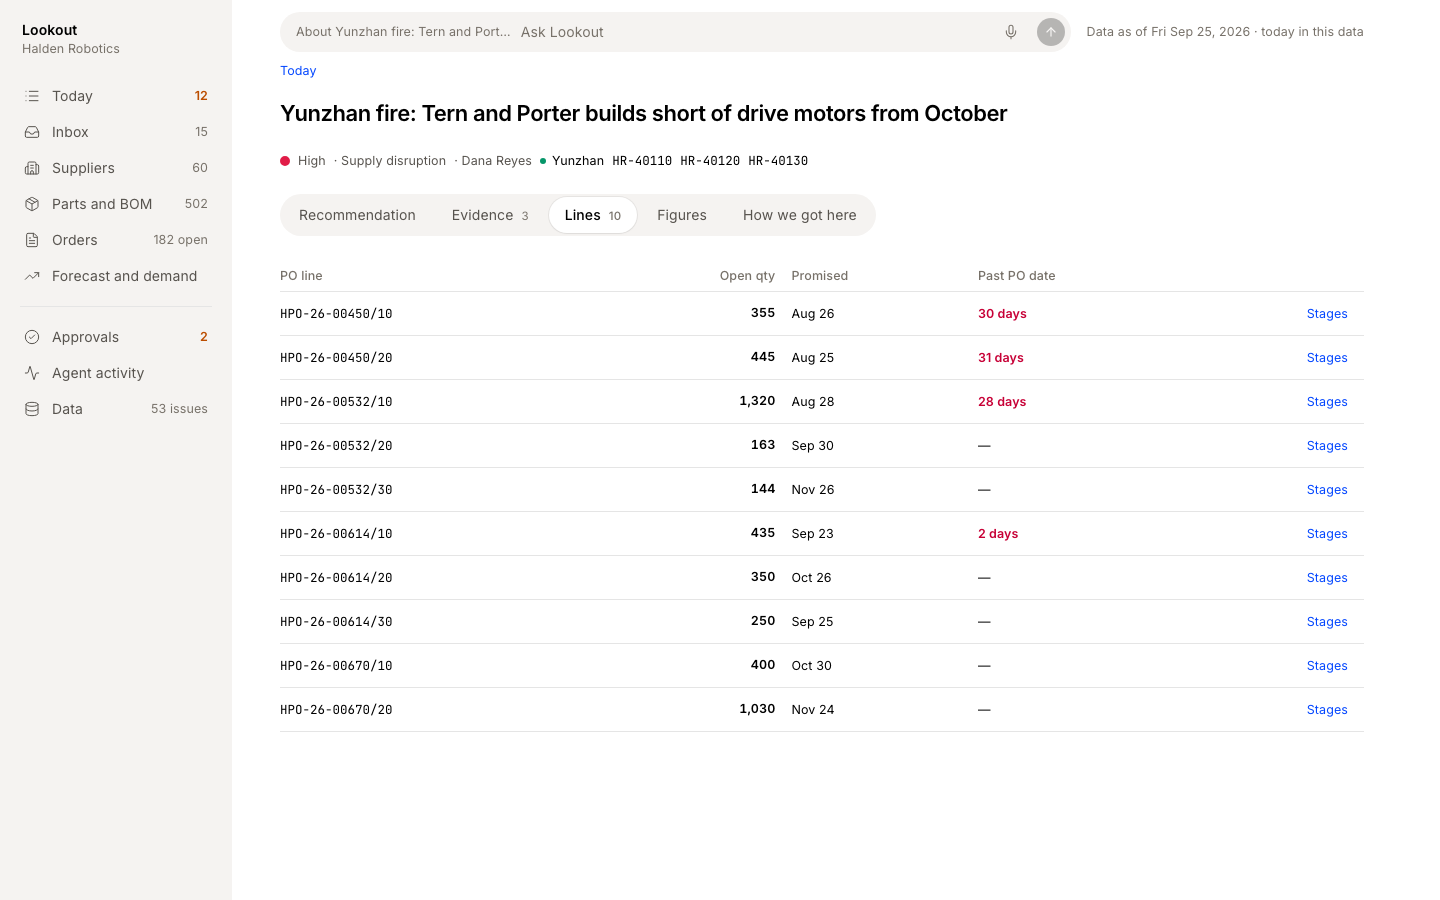 Lookout
Halden Robotics
Today 12
Inbox 15
Suppliers 60
Parts and BOM 502
Orders 182 open
Forecast and demand
Approvals 2
Agent activity
Data 53 issues
About Yunzhan fire: Tern and Port... Ask Lookout
Data as of Fri Sep 25, 2026 · today in this data
Today
Yunzhan fire: Tern and Porter builds short of drive motors from October
High · Supply disruption · Dana Reyes Yunzhan HR-40110 HR-40120 HR-40130
Recommendation Evidence 3 Lines 10 Figures How we got here
PO line Open qty Promised Past PO date
HPO-26-00450/10 355 Aug 26 30 days Stages
HPO-26-00450/20 445 Aug 25 31 days Stages
HPO-26-00532/10 1,320 Aug 28 28 days Stages
HPO-26-00532/20 163 Sep 30 — Stages
HPO-26-00532/30 144 Nov 26 — Stages
HPO-26-00614/10 435 Sep 23 2 days Stages
HPO-26-00614/20 350 Oct 26 — Stages
HPO-26-00614/30 250 Sep 25 — Stages
HPO-26-00670/10 400 Oct 30 — Stages
HPO-26-00670/20 1,030 Nov 24 — Stages